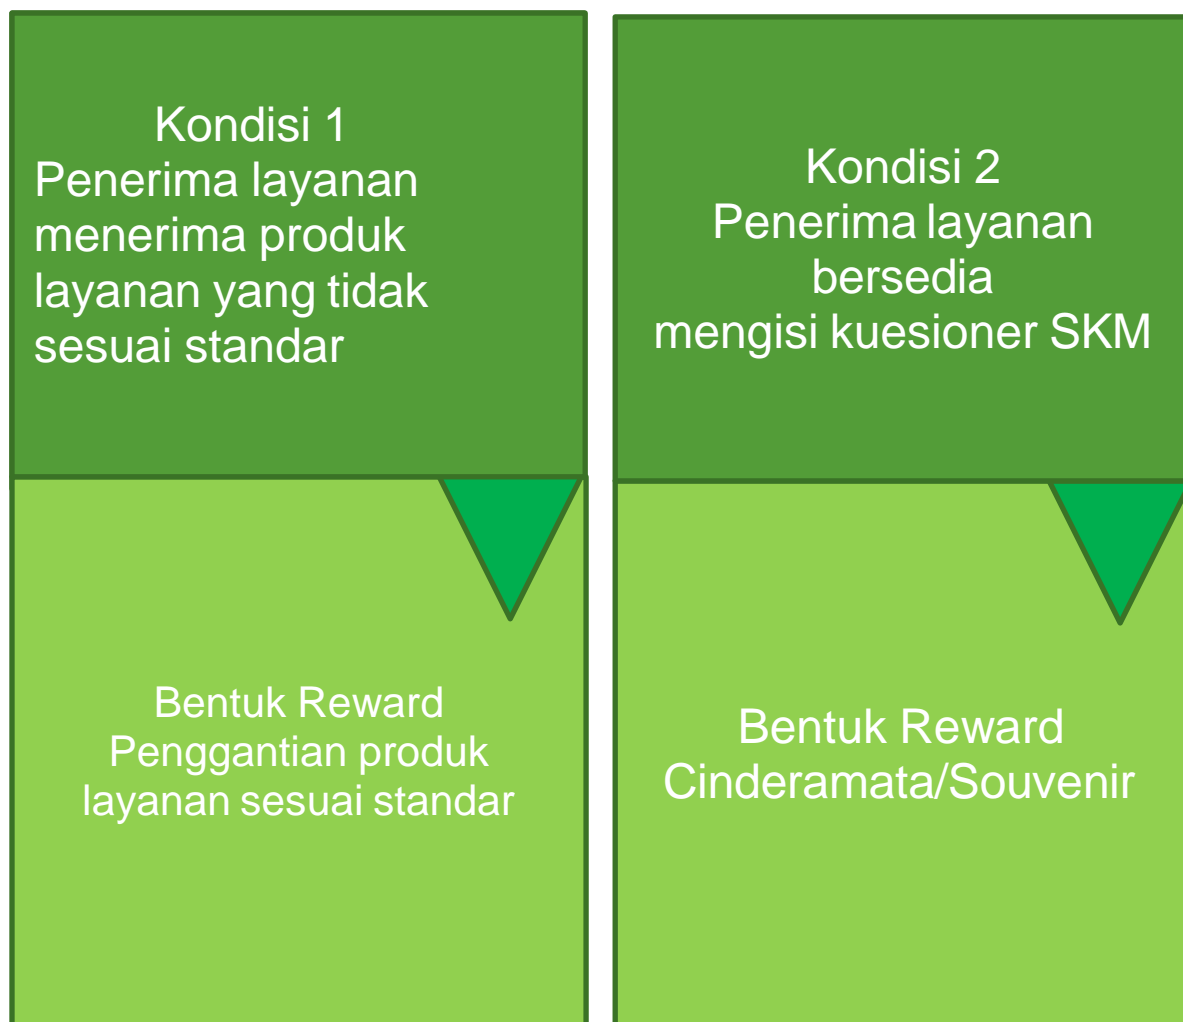 Kondisi 1
Penerima layanan
menerima produk
layanan yang tidak
sesuai standar
Bentuk Reward
Penggantian produk
layanan sesuai standar
Kondisi 2
Penerima layanan
bersedia
mengisi kuesioner SKM
Bentuk Reward
Cinderamata/Souvenir